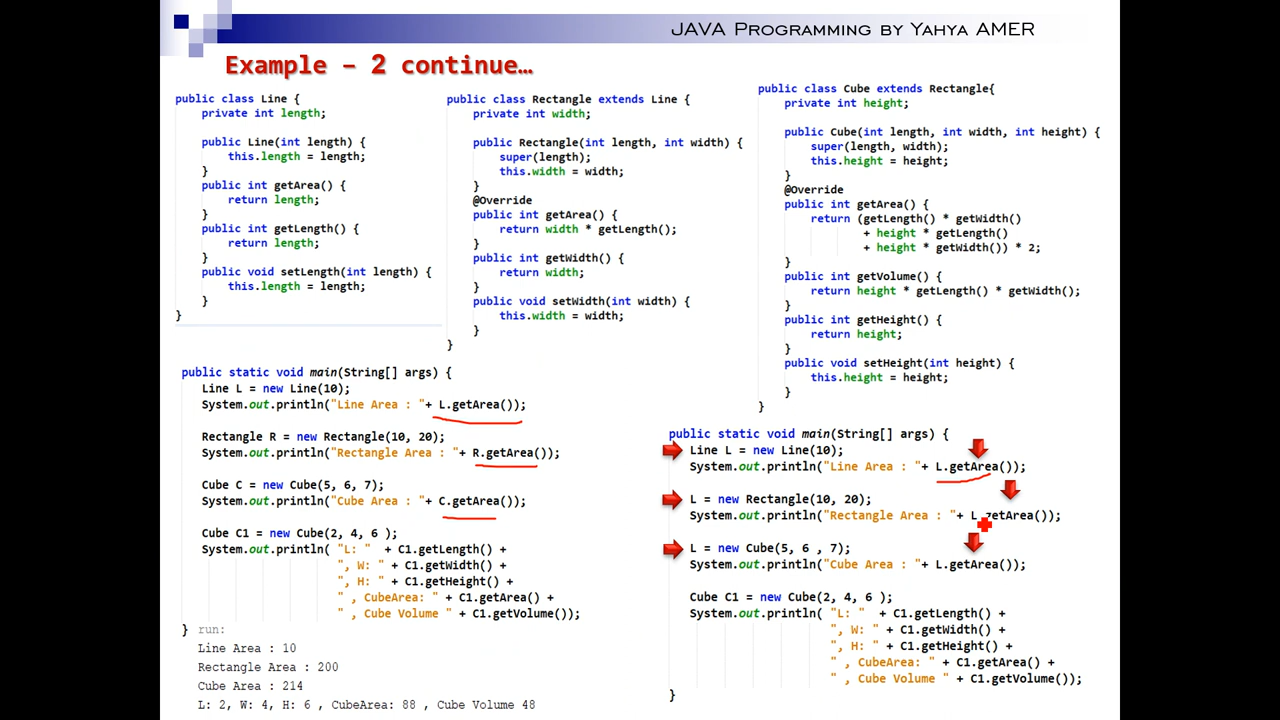 JAVA PROGRAMMING BY YAHYA AMER
Example – 2 continue…
public class Line {
private int length;
public Line(int length) {
this.length = length;
}
public int getArea() {
return length;
}
public int getLength() {
return length;
}
public void setLength(int length) {
this.length = length;
}
}
public class Rectangle extends Line {
private int width;
public Rectangle(int length, int width) {
super(length);
this.width = width;
}
@Override
public int getArea() {
return width * getLength();
}
public int getWidth() {
return width;
}
public void setWidth(int width) {
this.width = width;
}
}
public class Cube extends Rectangle{
private int height;
public Cube(int length, int width, int height) {
super(length, width);
this.height = height;
}
@Override
public int getArea() {
return (getLength() * getWidth()
+ height * getLength()
+ height * getWidth()) * 2;
}
public int getVolume() {
return height * getLength() * getWidth();
}
public int getHeight() {
return height;
}
public void setHeight(int height) {
this.height = height;
}
}
public static void main(String[] args) {
Line L = new Line(10);
System.out.println("Line Area : "+ L.getArea());
Rectangle R = new Rectangle(10, 20);
System.out.println("Rectangle Area : "+ R.getArea());
Cube C = new Cube(5, 6, 7);
System.out.println("Cube Area : "+ C.getArea());
Cube C1 = new Cube(2, 4, 6 );
System.out.println( "L: " + C1.getLength() +
", W: " + C1.getWidth() +
", H: " + C1.getHeight() +
" , CubeArea: " + C1.getArea() +
" , Cube Volume " + C1.getVolume());
}
run:
Line Area : 10
Rectangle Area : 200
Cube Area : 214
L: 2, W: 4, H: 6 , CubeArea: 88 , Cube Volume 48
public static void main(String[] args) {
Line L = new Line(10);
System.out.println("Line Area : "+ L.getArea());
L = new Rectangle(10, 20);
System.out.println("Rectangle Area : "+ L.getArea());
L = new Cube(5, 6 , 7);
System.out.println("Cube Area : "+ L.getArea());
Cube C1 = new Cube(2, 4, 6 );
System.out.println( "L: " + C1.getLength() +
", W: " + C1.getWidth() +
", H: " + C1.getHeight() +
" , CubeArea: " + C1.getArea() +
" , Cube Volume " + C1.getVolume());
}